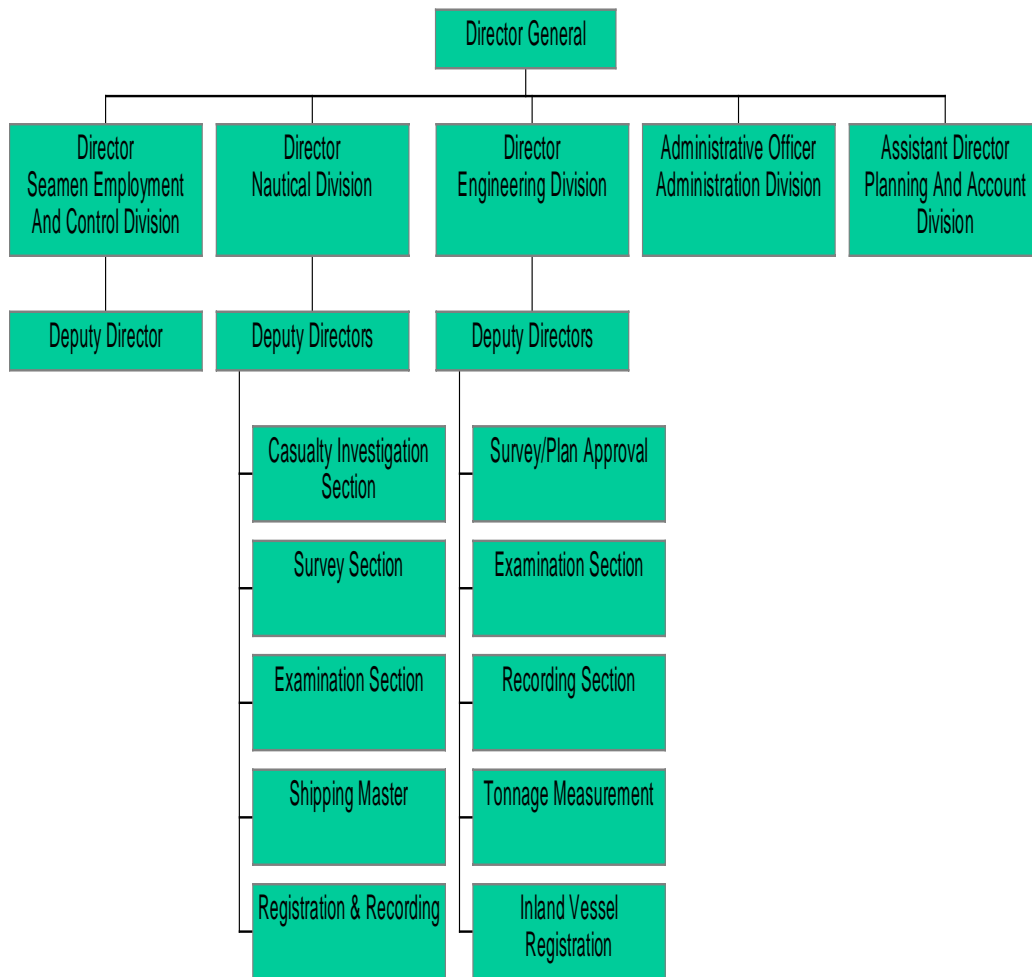 Director General
Director
Seamen Employment
And Control Division
Director
Nautical Division
Director
Engineering Division
Administrative Officer
Administration Division
Assistant Director
Planning And Account
Division
Deputy Director
Deputy Directors
Deputy Directors
Casualty Investigation
Section
Survey/Plan Approval
Survey Section
Examination Section
Examination Section
Recording Section
Shipping Master
Tonnage Measurement
Registration & Recording
Inland Vessel
Registration